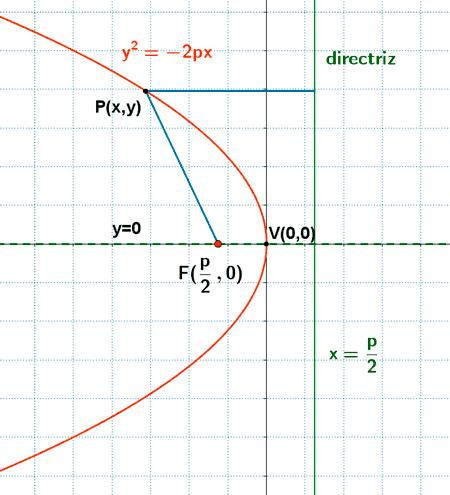 y² = −2px
directriz
P(x,y)
y=0
V(0,0)
F(p/2 ,0)
x = p/2